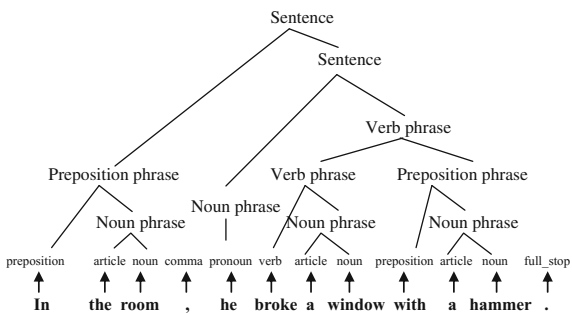 Sentence
Sentence
Verb phrase
Preposition phrase Verb phrase Preposition phrase
Noun phrase
Noun phrase Noun phrase Noun phrase
preposition article noun comma pronoun verb article noun preposition article noun full_stop
In the room , he broke a window with a hammer .